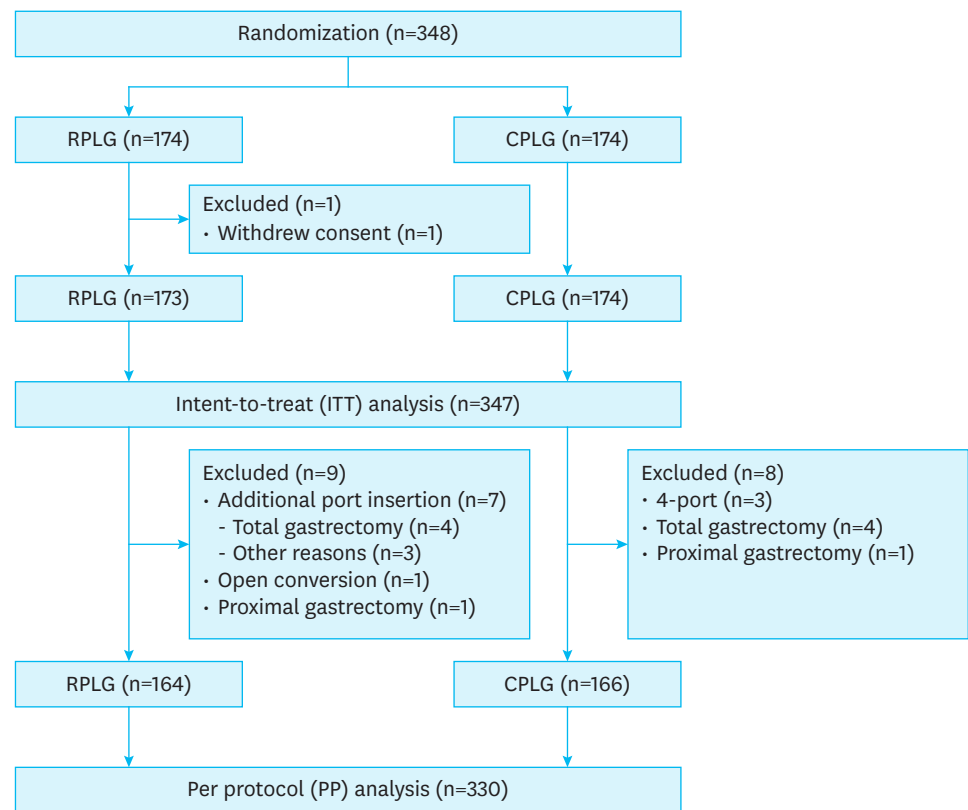 Randomization (n=348)
RPLG (n=174)
CPLG (n=174)
Excluded (n=1)
· Withdrew consent (n=1)
RPLG (n=173)
CPLG (n=174)
Intent-to-treat (ITT) analysis (n=347)
Excluded (n=9)
· Additional port insertion (n=7)
- Total gastrectomy (n=4)
- Other reasons (n=3)
· Open conversion (n=1)
· Proximal gastrectomy (n=1)
Excluded (n=8)
· 4-port (n=3)
· Total gastrectomy (n=4)
· Proximal gastrectomy (n=1)
RPLG (n=164)
CPLG (n=166)
Per protocol (PP) analysis (n=330)